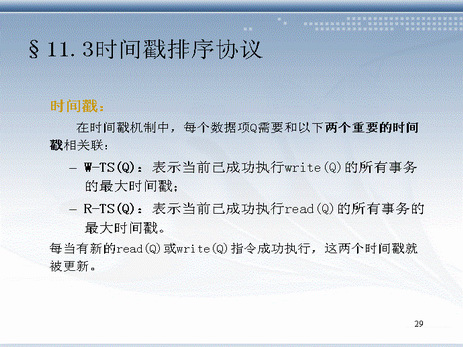 §11.3时间戳排序协议
时间戳：
在时间戳机制中，每个数据项Q需要和以下两个重要的时间
戳相关联：
– W-TS(Q)：表示当前已成功执行write(Q)的所有事务
的最大时间戳；
– R-TS(Q)：表示当前已成功执行read(Q)的所有事务的
最大时间戳。
每当有新的read(Q)或write(Q)指令成功执行，这两个时间戳就
被更新。
29